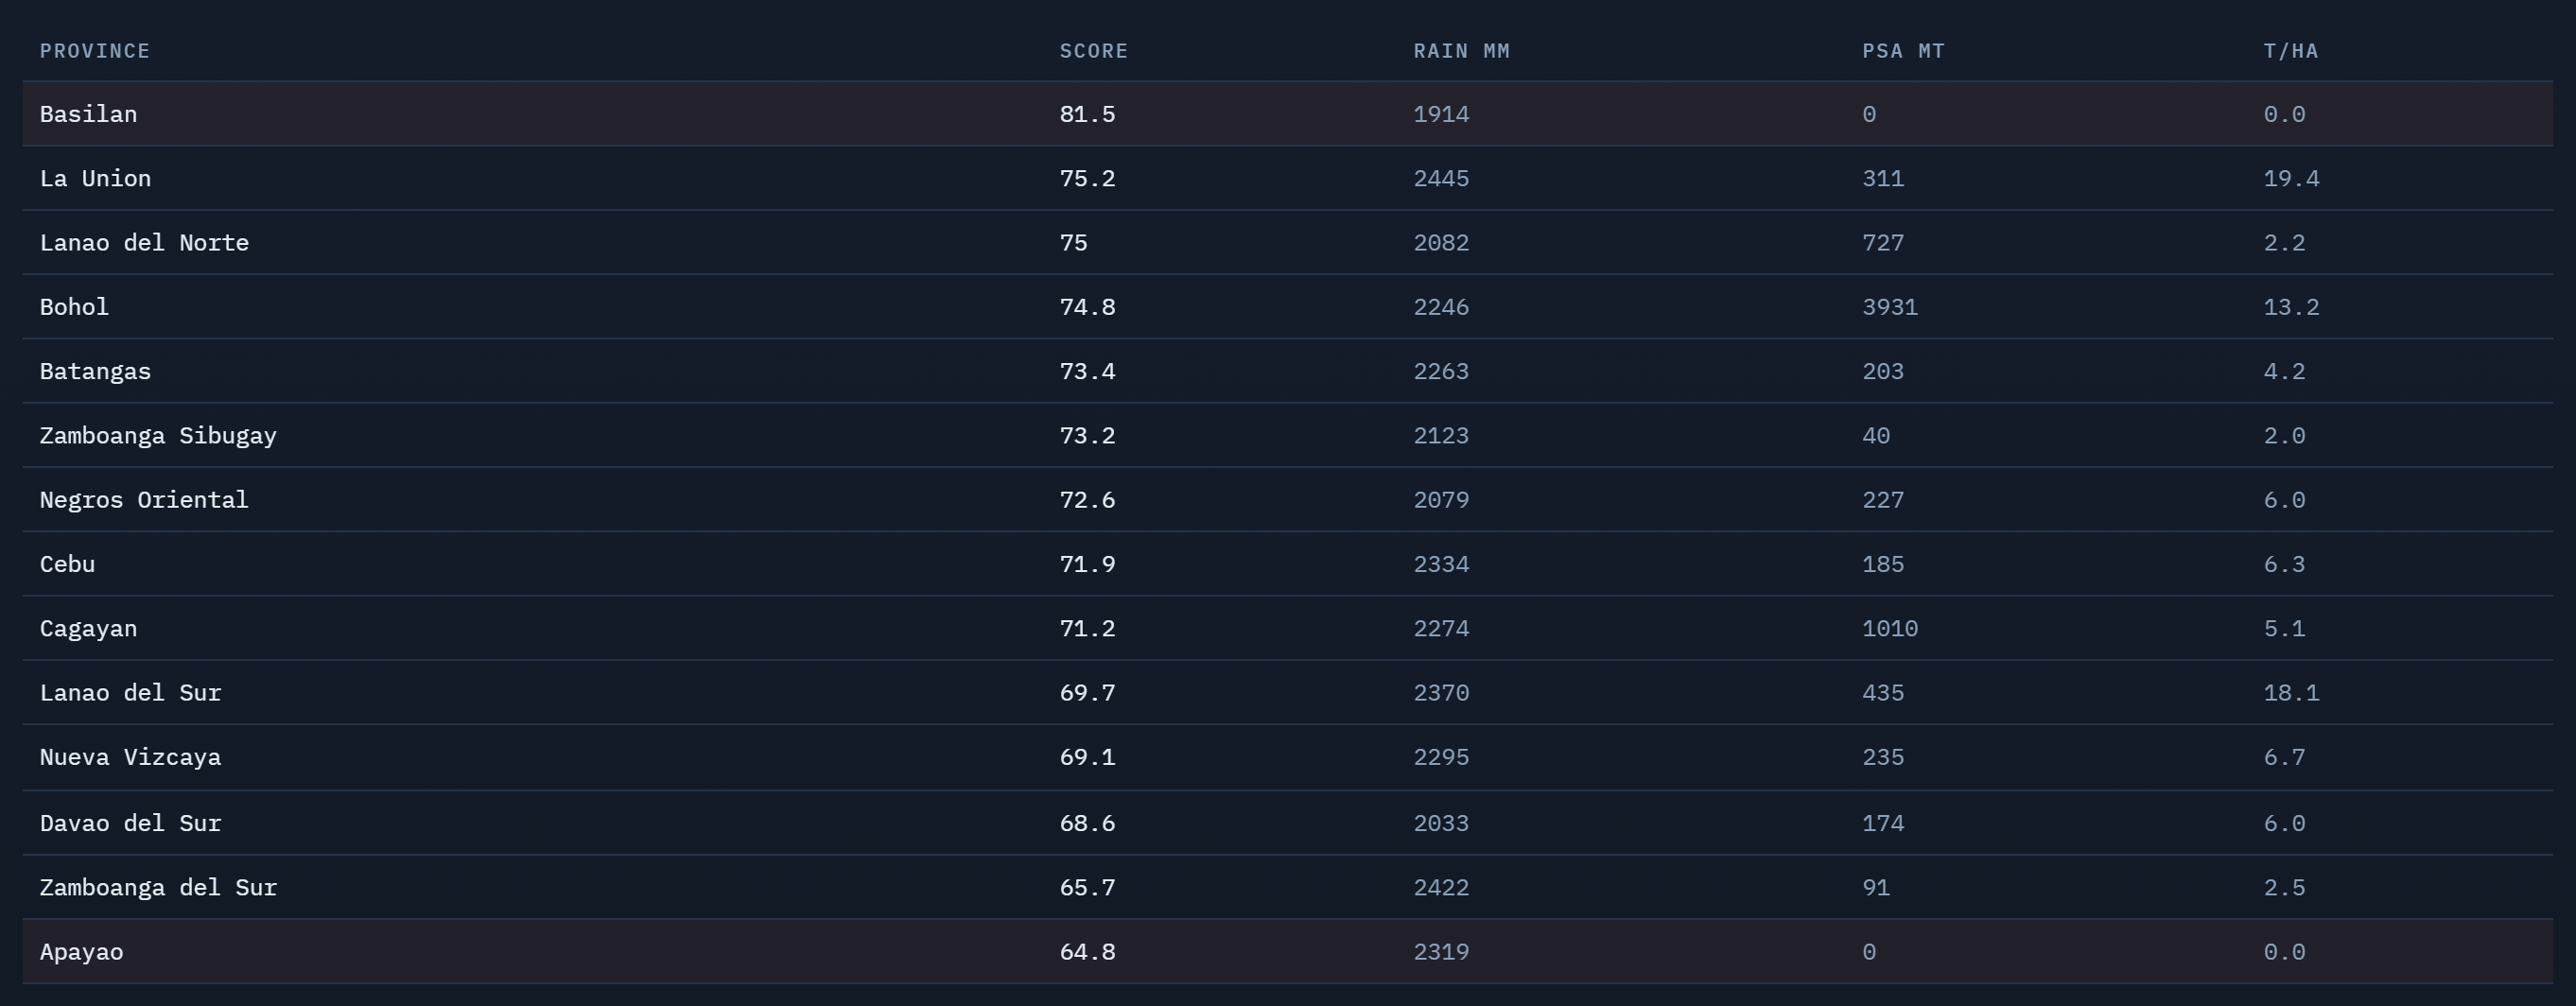 PROVINCE SCORE RAIN MM PSA MT T/HA
Basilan 81.5 1914 0 0.0
La Union 75.2 2445 311 19.4
Lanao del Norte 75 2082 727 2.2
Bohol 74.8 2246 3931 13.2
Batangas 73.4 2263 203 4.2
Zamboanga Sibugay 73.2 2123 40 2.0
Negros Oriental 72.6 2079 227 6.0
Cebu 71.9 2334 185 6.3
Cagayan 71.2 2274 1010 5.1
Lanao del Sur 69.7 2370 435 18.1
Nueva Vizcaya 69.1 2295 235 6.7
Davao del Sur 68.6 2033 174 6.0
Zamboanga del Sur 65.7 2422 91 2.5
Apayao 64.8 2319 0 0.0